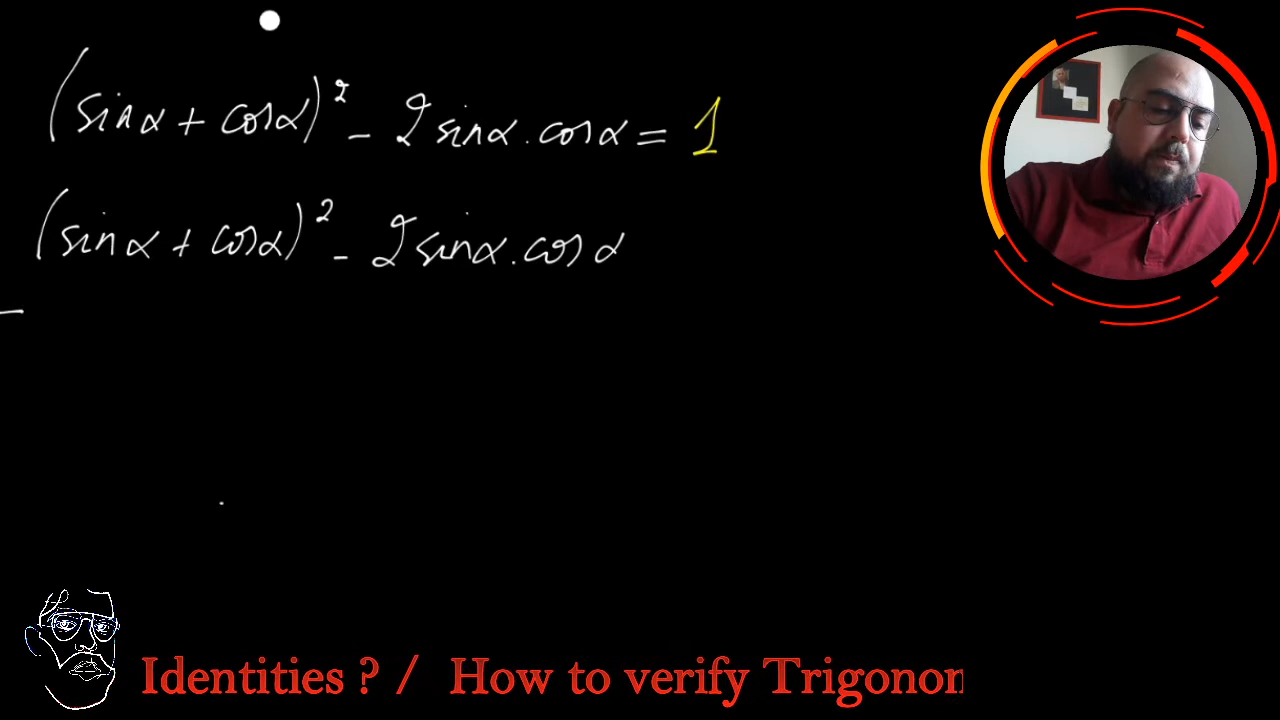 (sinα + cosα)² - 2 sinα . cosα = 1
(sinα + cosα)² - 2 sinα . cosα
Identities ? / How to verify Trigonon